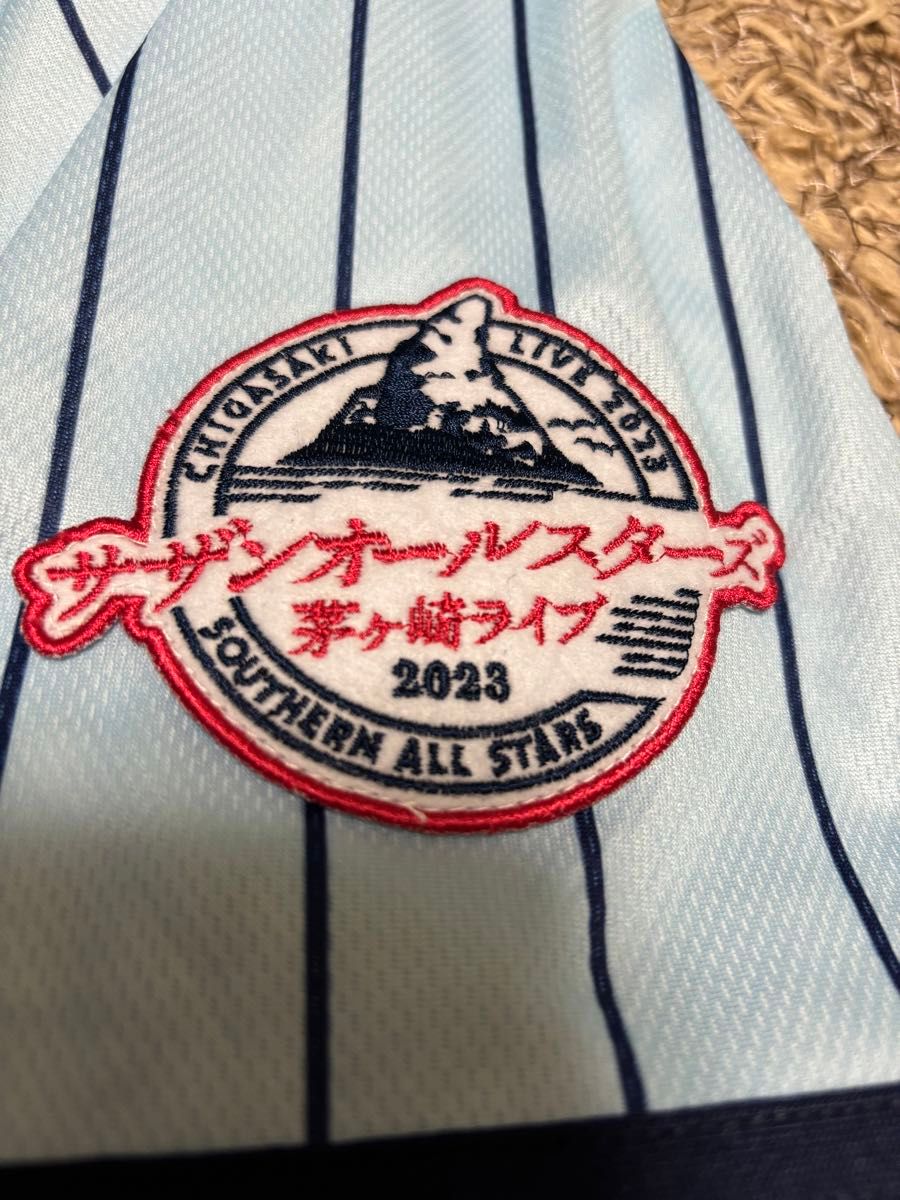 CHIGASAKI LIVE 2023
サザンオールスターズ
茅ヶ崎ライブ
2023
SOUTHERN ALL STARS